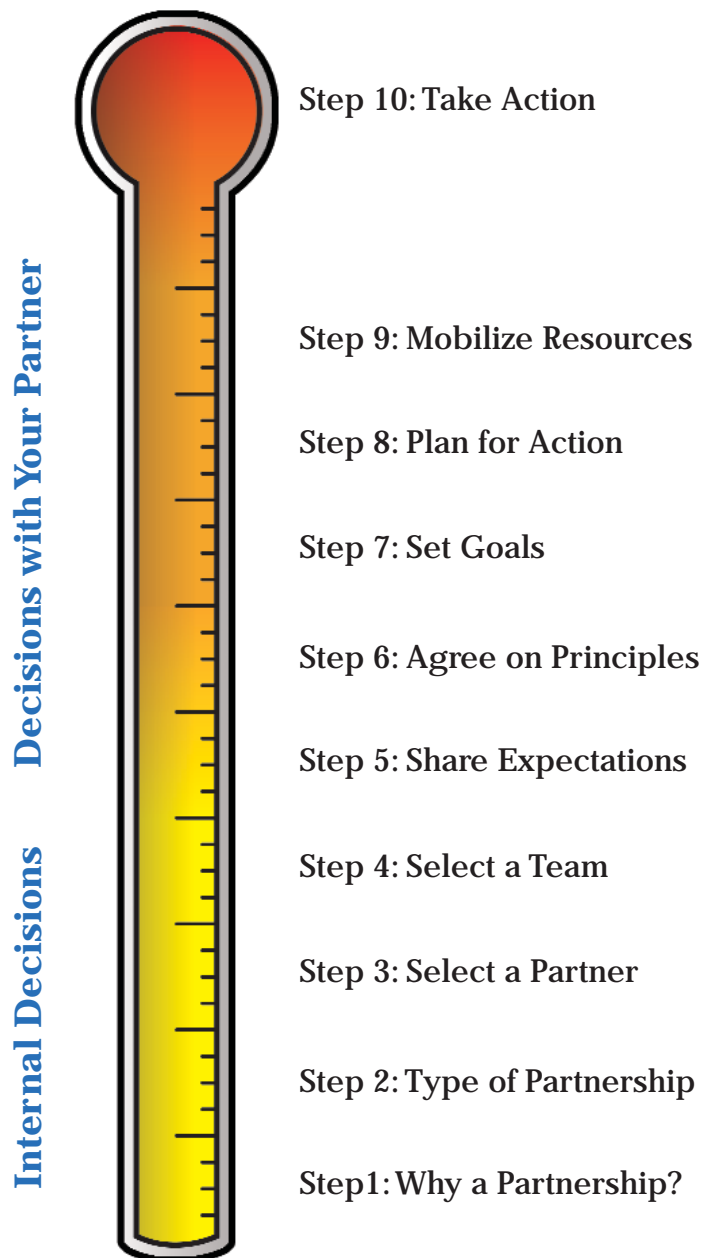 Step 10: Take Action
Decisions with Your Partner
Step 9: Mobilize Resources
Step 8: Plan for Action
Step 7: Set Goals
Step 6: Agree on Principles
Step 5: Share Expectations
Internal Decisions
Step 4: Select a Team
Step 3: Select a Partner
Step 2: Type of Partnership
Step1: Why a Partnership?